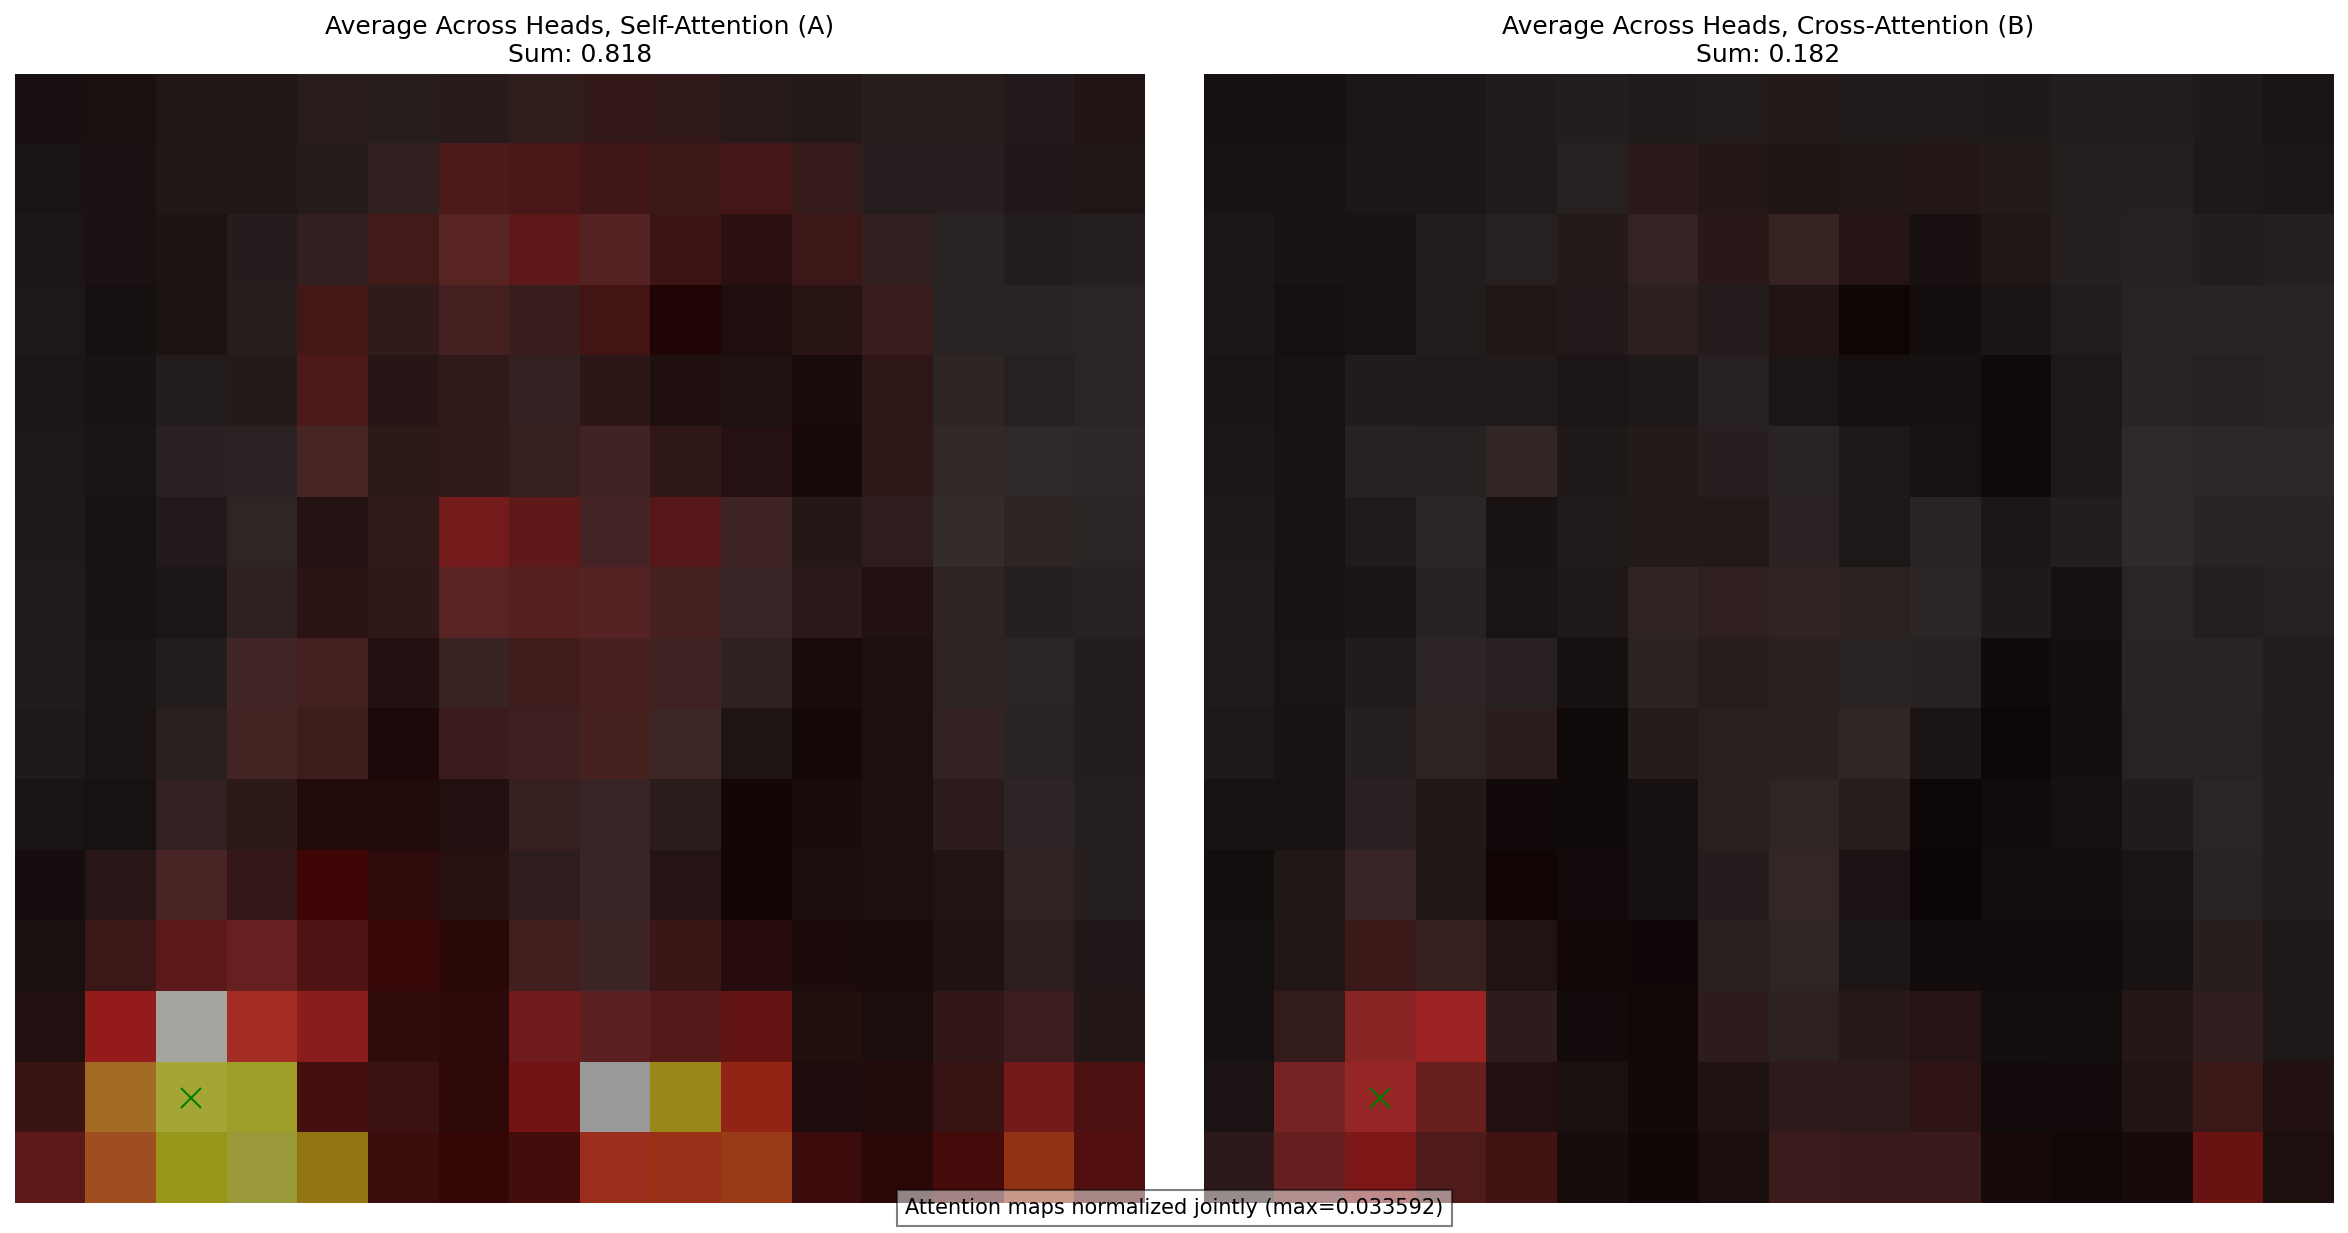 Average Across Heads, Self-Attention (A)
Sum: 0.818
Average Across Heads, Cross-Attention (B)
Sum: 0.182
Attention maps normalized jointly (max=0.033592)